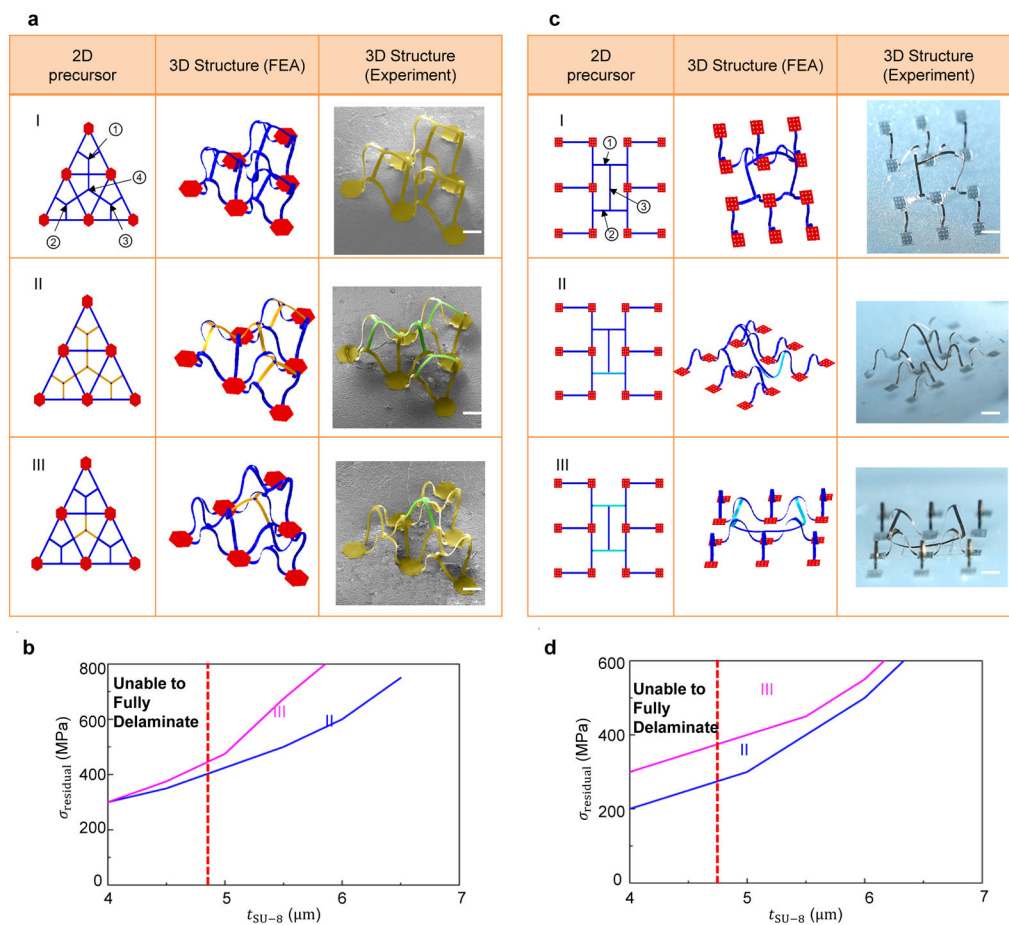 a
2D
precursor
3D Structure (FEA)
3D Structure
(Experiment)
I
①
④
②
③
II
III
c
2D
precursor
3D Structure (FEA)
3D Structure
(Experiment)
I
①
③
②
II
III
b
800
600
400
200
0
σresidual (MPa)
Unable to
Fully
Delaminate
III
II
4
5
6
7
tSU−8 (μm)
d
600
400
200
0
σresidual (MPa)
Unable to
Fully
Delaminate
III
II
4
5
6
7
tSU−8 (μm)